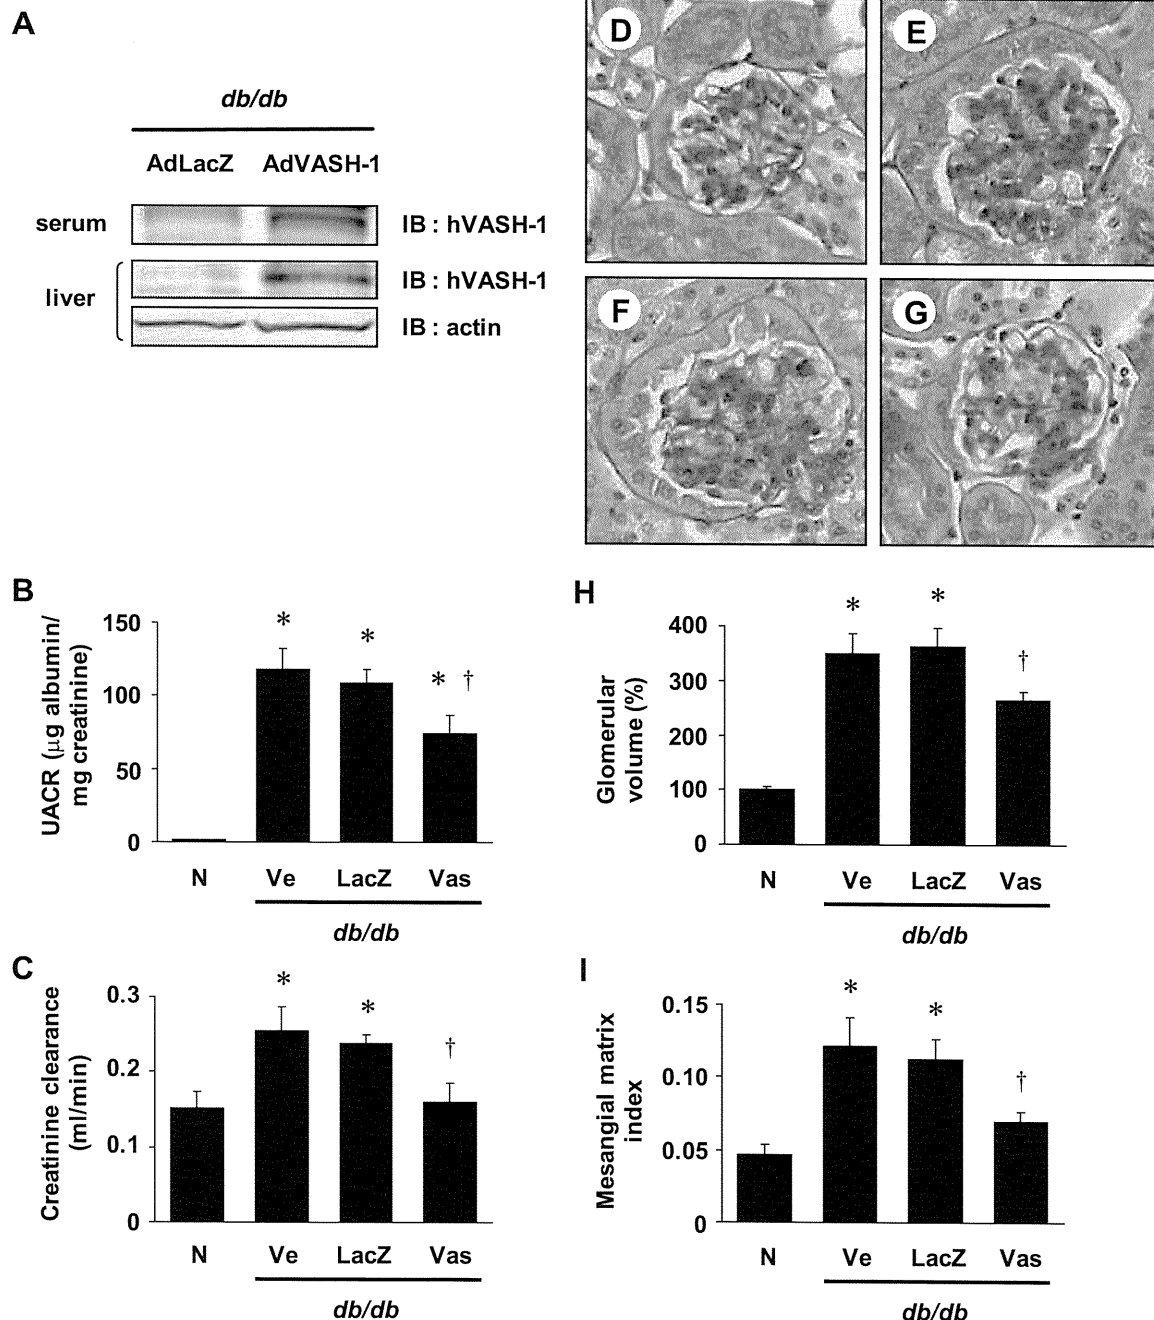 A
db/db
AdLacZ AdVASH-1
serum
IB : hVASH-1
liver
IB : hVASH-1
IB : actin
D
E
F
G
B
UACR (μg albumin/
mg creatinine)
150
100
50
0
* * * †
N Ve LacZ Vas
db/db
C
Creatinine clearance
(ml/min)
0.3
0.2
0.1
0
* * †
N Ve LacZ Vas
db/db
H
Glomerular
volume (%)
400
300
200
100
0
* * †
N Ve LacZ Vas
db/db
I
Mesangial matrix
index
0.15
0.10
0.05
0
* * †
N Ve LacZ Vas
db/db